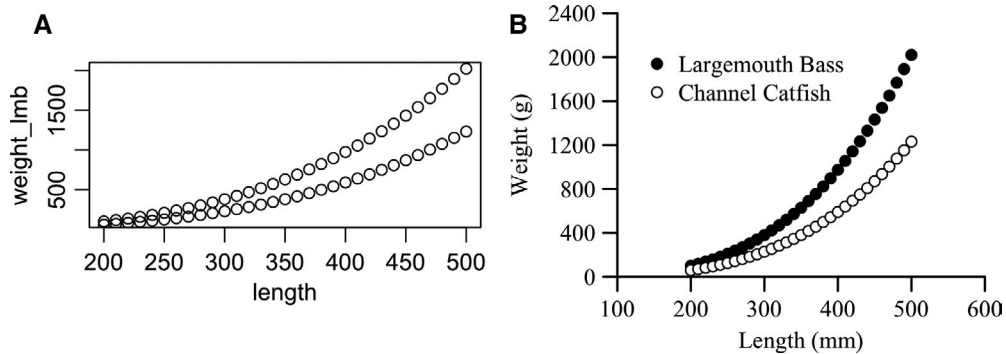 A
weight_lmb
1500
500
200 250 300 350 400 450 500
length
B
Weight (g)
2400
2000
1600
1200
800
400
0
Largemouth Bass
Channel Catfish
100 200 300 400 500 600
Length (mm)